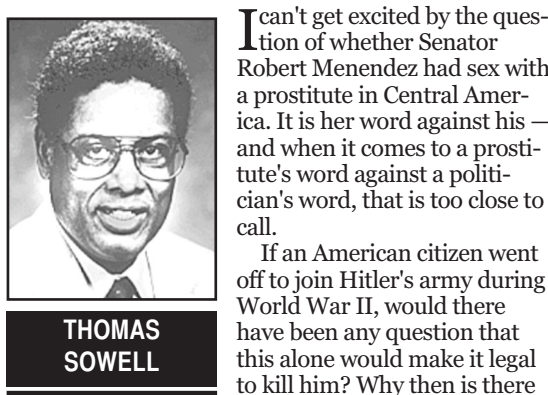 THOMAS
SOWELL
I can't get excited by the ques-
tion of whether Senator
Robert Menendez had sex with
a prostitute in Central Amer-
ica. It is her word against his —
and when it comes to a prosti-
tute's word against a politi-
cian's word, that is too close to
call.
If an American citizen went
off to join Hitler's army during
World War II, would there
have been any question that
this alone would make it legal
to kill him? Why then is there